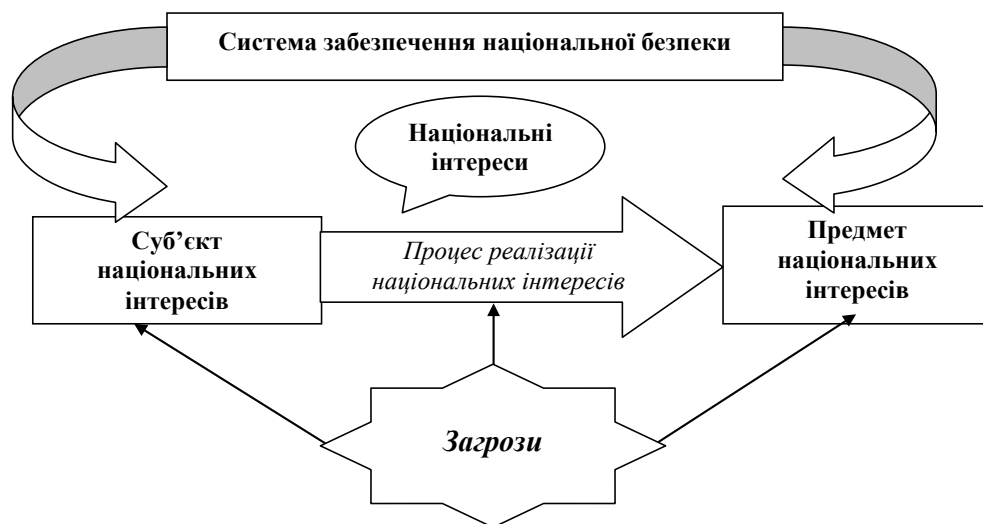 Система забезпечення національної безпеки
Національні
інтереси
Суб’єкт
національних
інтересів
Процес реалізації
національних інтересів
Предмет
національних
інтересів
Загрози